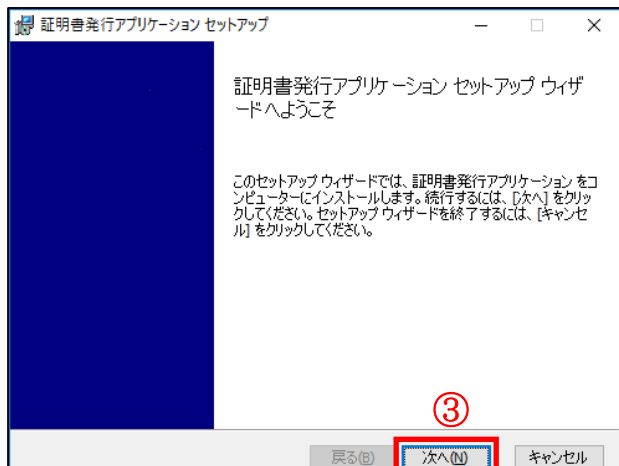 証明書発行アプリケーション セットアップ
証明書発行アプリケーション セットアップ ウィザ
ードへようこそ
このセットアップ ウィザードでは、証明書発行アプリケーション をコ
ンピューターにインストールします。続行するには、[次へ] をクリッ
クしてください。セットアップ ウィザードを終了するには、[キャンセ
ル] をクリックしてください。
③
戻る(B) 次へ(N) キャンセル